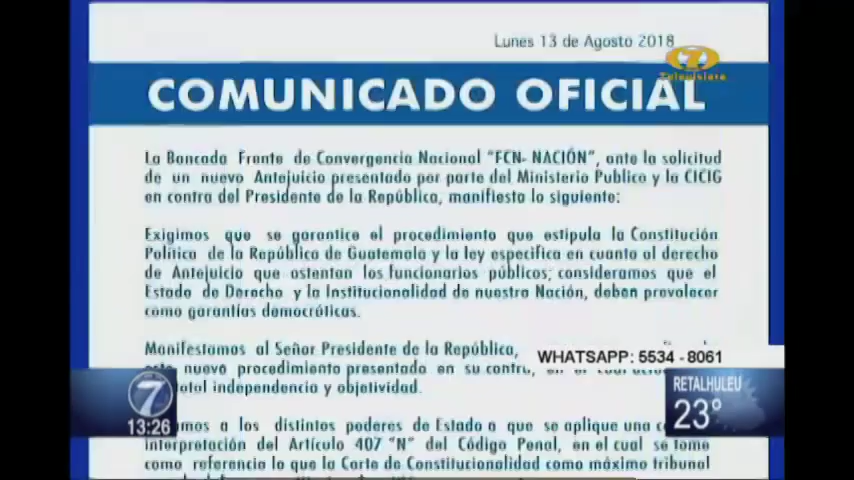 Lunes 13 de Agosto 2018
7
Televisiete
COMUNICADO OFICIAL
La Bancada Frente de Convergencia Nacional "FCN- NACIÓN", ante la solicitud
de un nuevo Antejuicio presentado por parte del Ministerio Publico y la CICIG
en contra del Presidente de la República, manifiesta lo siguiente:
Exigimos que se garantice el procedimiento que estipula la Constitución
Política de la República de Guatemala y la ley especifica en cuanto al derecho
de Antejuicio que ostentan los funcionarios públicos; consideramos que el
Estado de Derecho y la Institucionalidad de nuestra Nación, deben prevalecer
como garantías democráticas.
Manifestamos al Señor Presidente de la República,
WHATSAPP: 5534 - 8061
nuevo procedimiento presentado en su contra, en el cual
total independencia y objetividad.
RETALHULEU
23°
7
13:26
a los distintos poderes de Estado a que se aplique una
interpretación del Artículo 407 "N" del Código Penal, en el cual se tome
como referencia lo que la Corte de Constitucionalidad como máximo tribunal